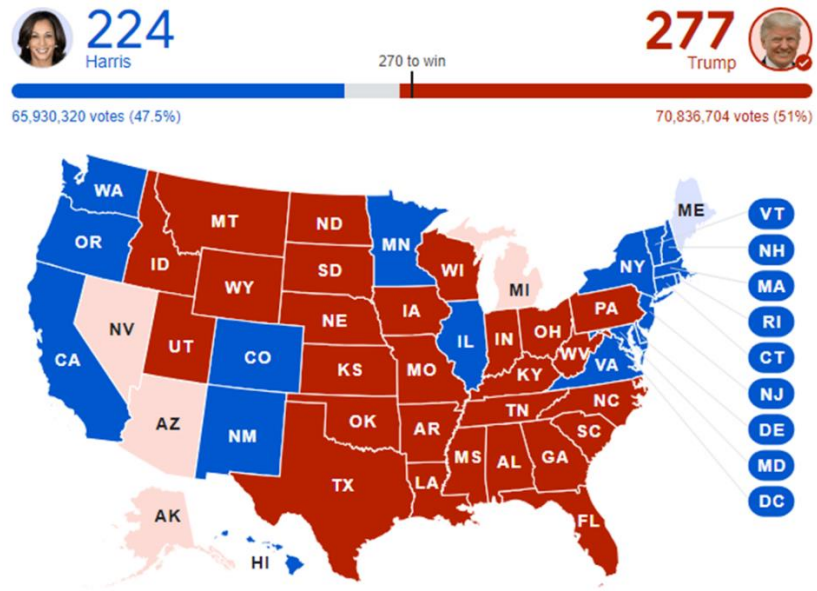 224
Harris
277
Trump
270 to win
65,930,320 votes (47.5%)
70,836,704 votes (51%)
WA
OR
CA
NV
ID
MT
WY
UT
AZ
CO
NM
ND
SD
NE
KS
OK
TX
MN
IA
MO
AR
LA
WI
IL
MI
IN
OH
KY
TN
MS
AL
GA
FL
SC
NC
VA
WV
PA
NY
ME
VT
NH
MA
RI
CT
NJ
DE
MD
DC
AK
HI